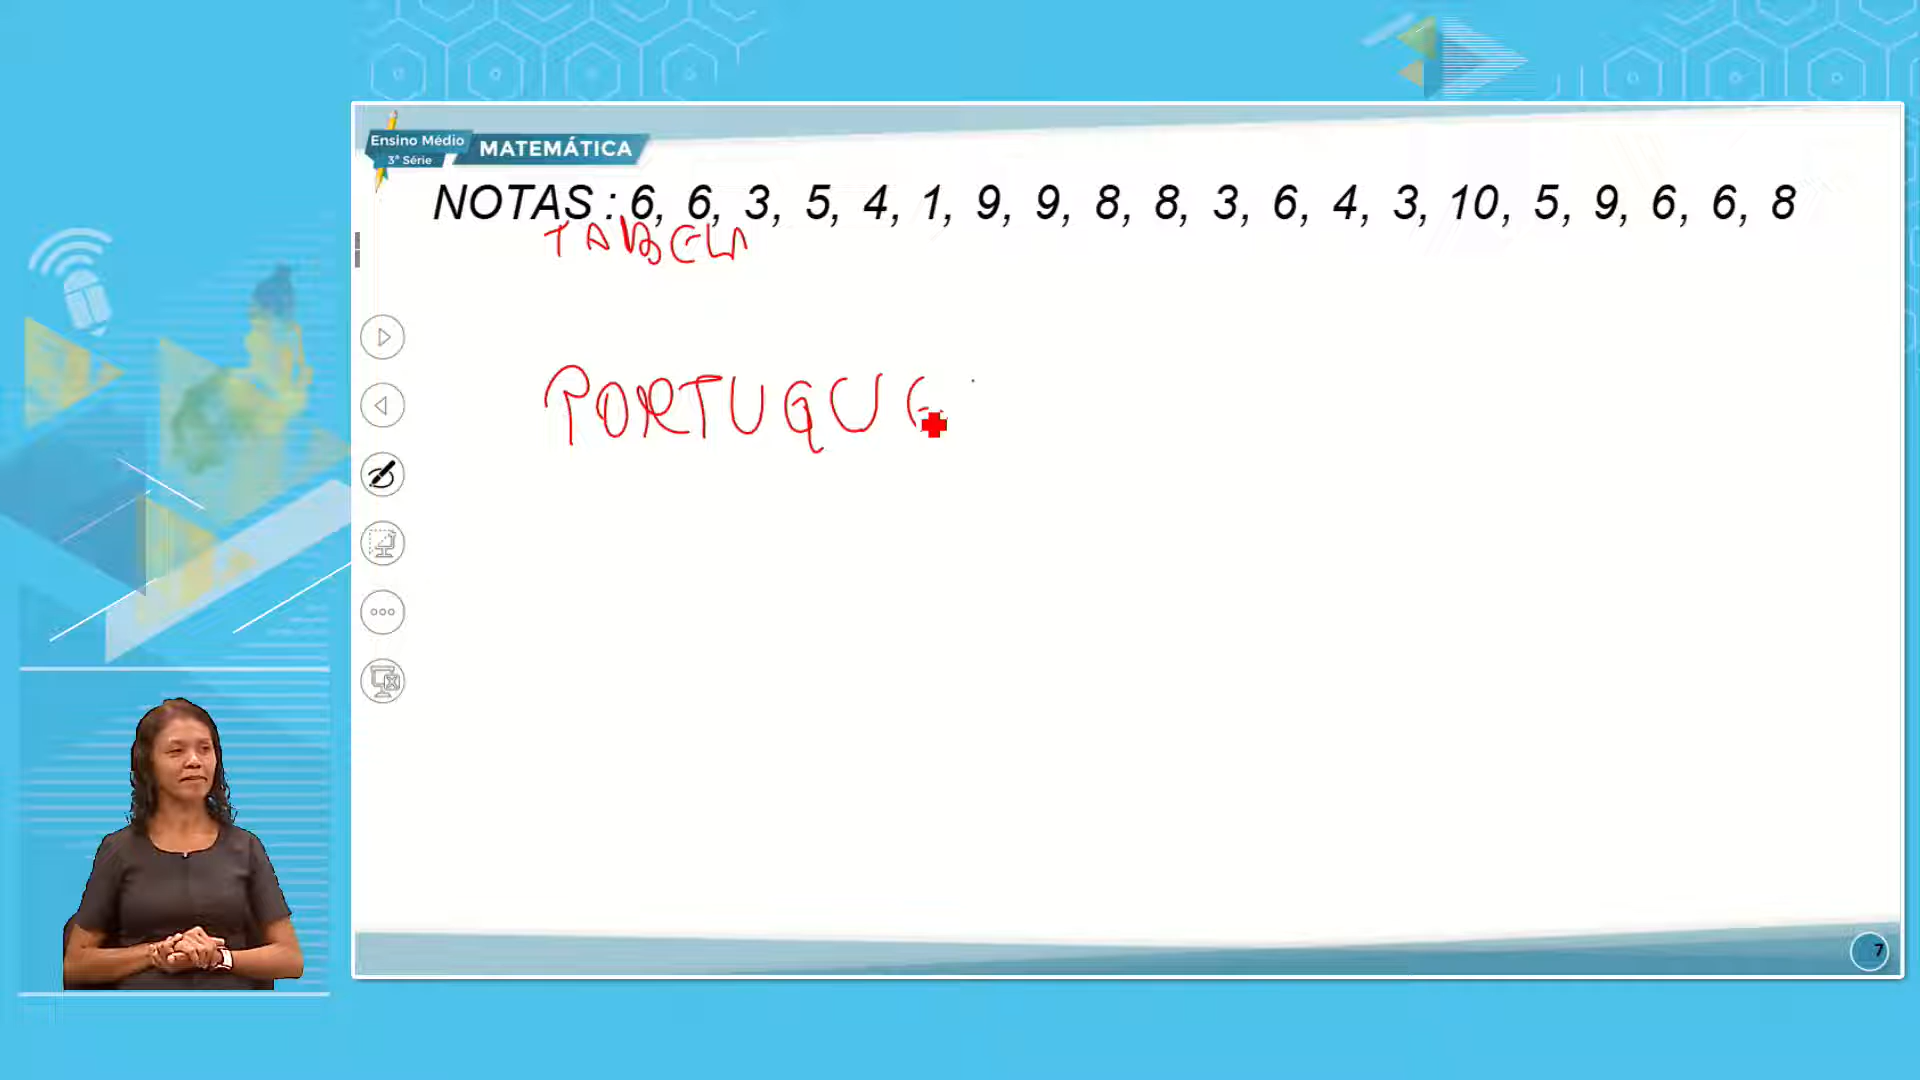 Ensino Médio
3ª Série
MATEMÁTICA
NOTAS : 6, 6, 3, 5, 4, 1, 9, 9, 8, 8, 3, 6, 4, 3, 10, 5, 9, 6, 6, 8
TABELA
PORTUGUE
7